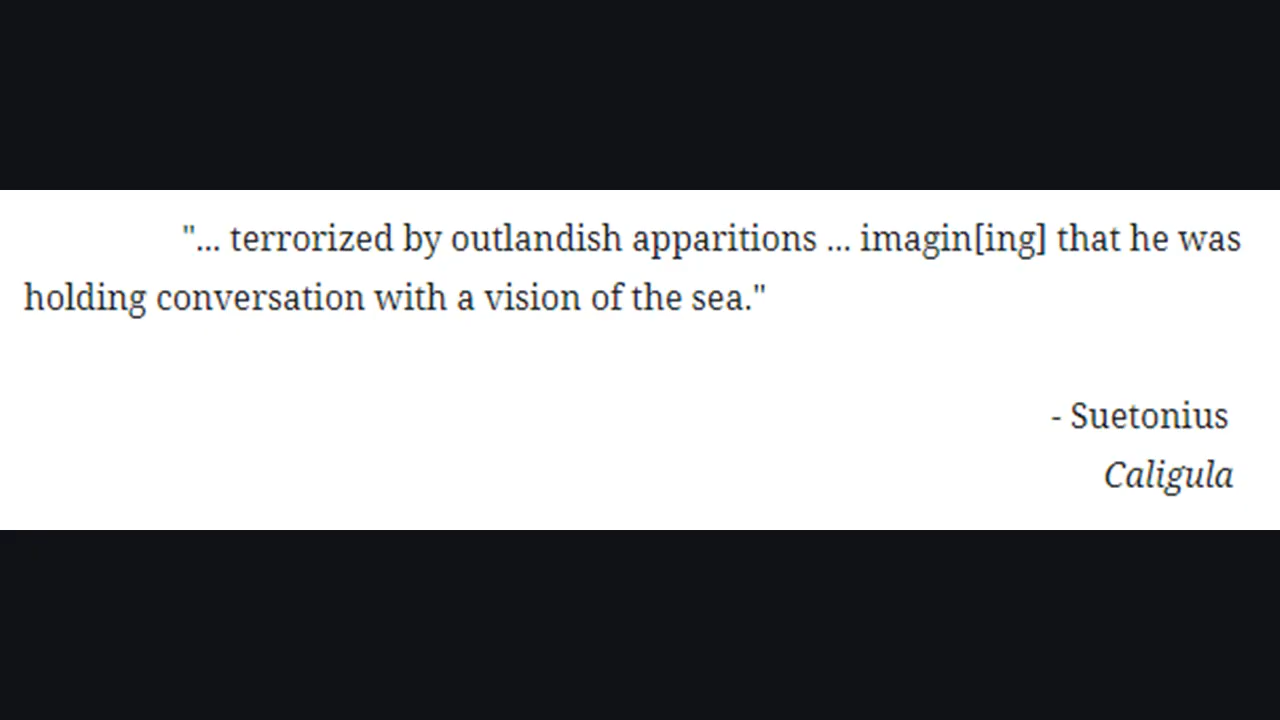 "... terrorized by outlandish apparitions ... imagin[ing] that he was
holding conversation with a vision of the sea."
- Suetonius
Caligula